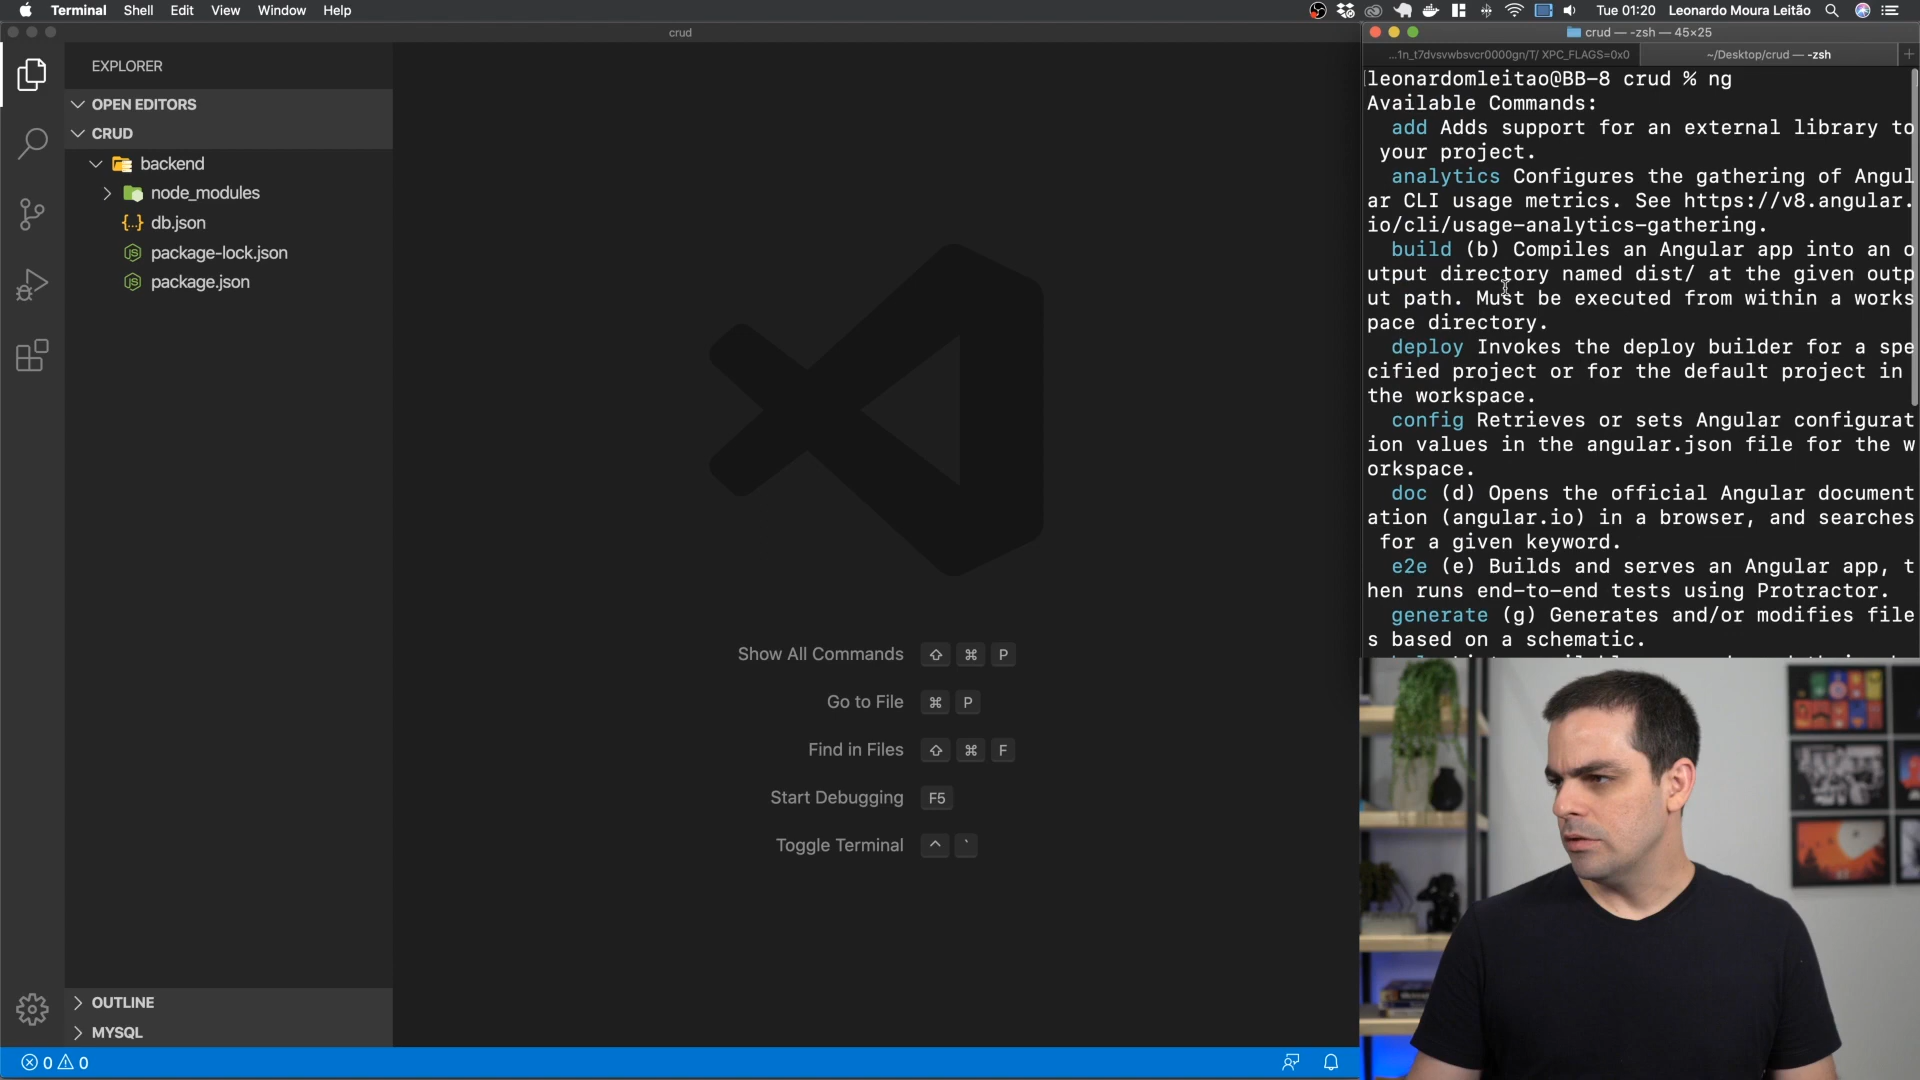 Terminal Shell Edit View Window Help
Tue 01:20 Leonardo Moura Leitão
crud
EXPLORER
OPEN EDITORS
CRUD
backend
node_modules
db.json
package-lock.json
package.json
Show All Commands ⇧ ⌘ P
Go to File ⌘ P
Find in Files ⇧ ⌘ F
Start Debugging F5
Toggle Terminal ^ `
OUTLINE
MYSQL
0 0
crud — -zsh — 45×25
...1n_t7dvsvwbsvcr0000gn/T/ XPC_FLAGS=0x0
~/Desktop/crud — -zsh
leonardomleitao@BB-8 crud % ng
Available Commands:
add Adds support for an external library to
your project.
analytics Configures the gathering of Angul
ar CLI usage metrics. See https://v8.angular.
io/cli/usage-analytics-gathering.
build (b) Compiles an Angular app into an o
utput directory named dist/ at the given outp
ut path. Must be executed from within a works
pace directory.
deploy Invokes the deploy builder for a spe
cified project or for the default project in
the workspace.
config Retrieves or sets Angular configurat
ion values in the angular.json file for the w
orkspace.
doc (d) Opens the official Angular document
ation (angular.io) in a browser, and searches
for a given keyword.
e2e (e) Builds and serves an Angular app, t
hen runs end-to-end tests using Protractor.
generate (g) Generates and/or modifies file
s based on a schematic.